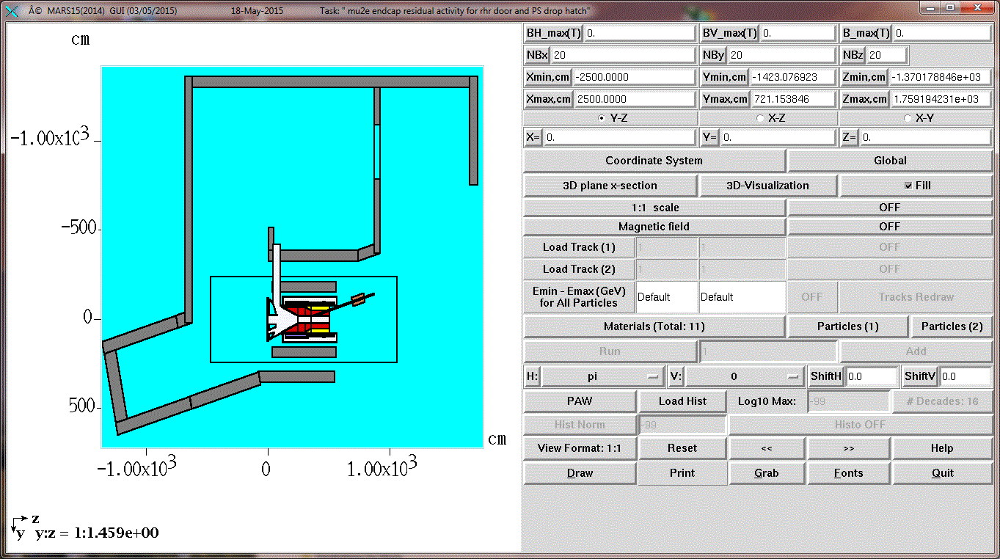 Â© MARS15(2014) GUI (03/05/2015) 18-May-2015 Task: " mu2e endcap residual activity for rhr door and PS drop hatch"
cm
-1.00x10³
-500
0
500
cm
-1.00x10³ 0 1.00x10³
z
y y:z = 1:1.459e+00
BH_max(T) 0. BV_max(T) 0. B_max(T) 0.
NBx 20 NBy 20 NBz 20
Xmin,cm -2500.0000 Ymin,cm -1423.076923 Zmin,cm -1.370178846e+03
Xmax,cm 2500.0000 Ymax,cm 721.153846 Zmax,cm 1.759194231e+03
Y-Z X-Z X-Y
X= 0. Y= 0. Z= 0.
Coordinate System Global
3D plane x-section 3D-Visualization Fill
1:1 scale OFF
Magnetic field OFF
Load Track (1) 1 1 OFF
Load Track (2) 1 1 OFF
Emin - Emax (GeV)
for All Particles Default Default OFF Tracks Redraw
Materials (Total: 11) Particles (1) Particles (2)
Run 1 Add
H: pi V: 0 ShiftH 0.0 ShiftV 0.0
PAW Load Hist Log10 Max: -99 # Decades: 16
Hist Norm -99 Histo OFF
View Format: 1:1 Reset << >> Help
Draw Print Grab Fonts Quit